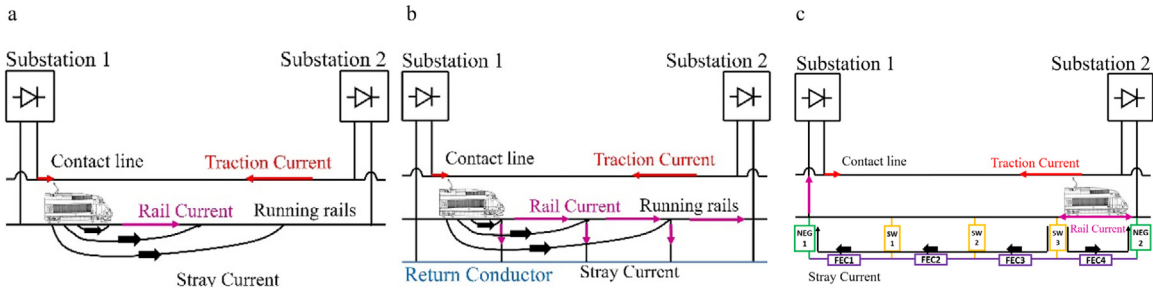 a
Substation 1
Substation 2
Contact line
Traction Current
Rail Current
Running rails
Stray Current
b
Substation 1
Substation 2
Contact line
Traction Current
Rail Current
Running rails
Return Conductor
Stray Current
c
Substation 1
Substation 2
Contact line
Traction Current
Rail Current
NEG
1
SW
1
SW
2
SW
3
NEG
2
FEC1
FEC2
FEC3
FEC4
Stray Current